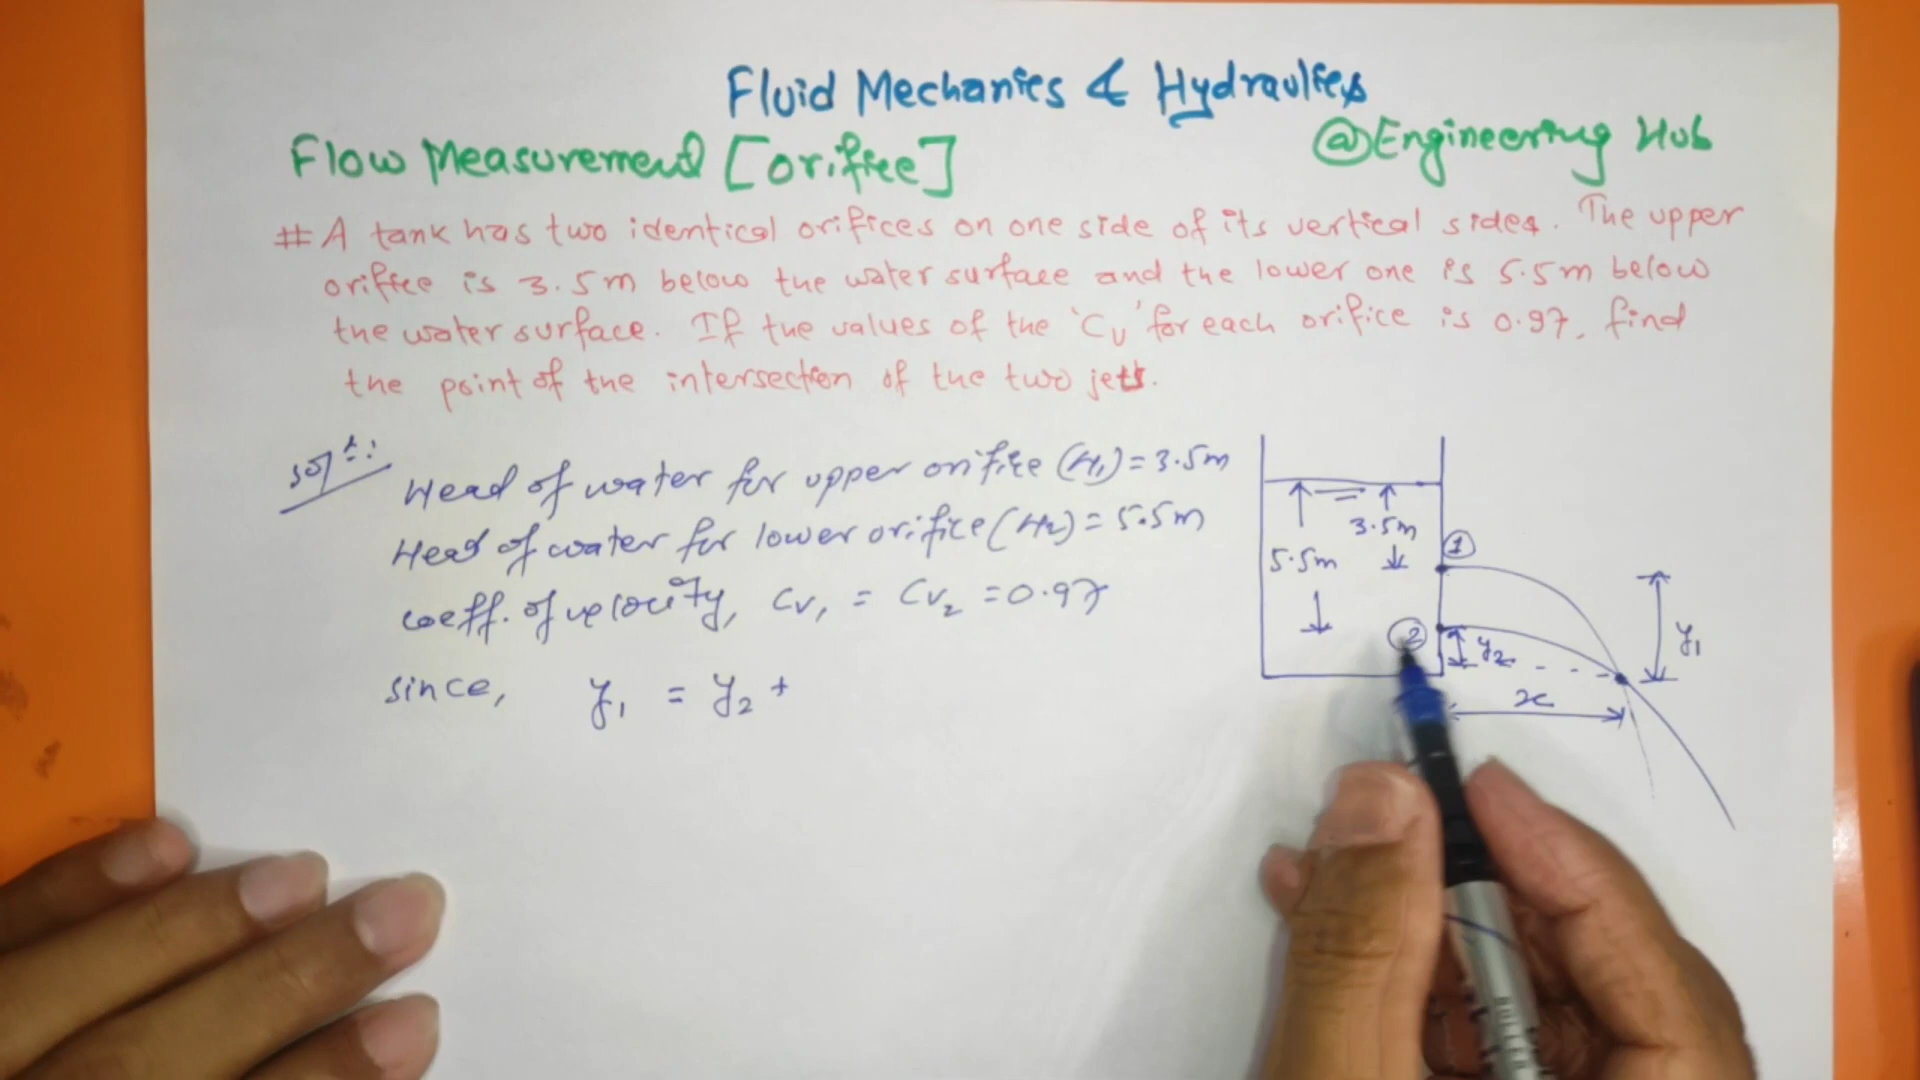 Fluid Mechanics & Hydraulics
Flow Measurement [orifice]
@Engineering Hub
# A tank has two identical orifices on one side of its vertical sides. The upper
orifice is 3.5m below the water surface and the lower one is 5.5m below
the water surface. If the values of the 'Cv' for each orifice is 0.97, find
the point of the intersection of the two jets.
Solⁿ:
Head of water for upper orifice (H₁) = 3.5m
Head of water for lower orifice (H₂) = 5.5m
coeff. of velocity, Cv₁ = Cv₂ = 0.97
since, y₁ = y₂ +
3.5m
5.5m
1
2
y₂
y₁
x